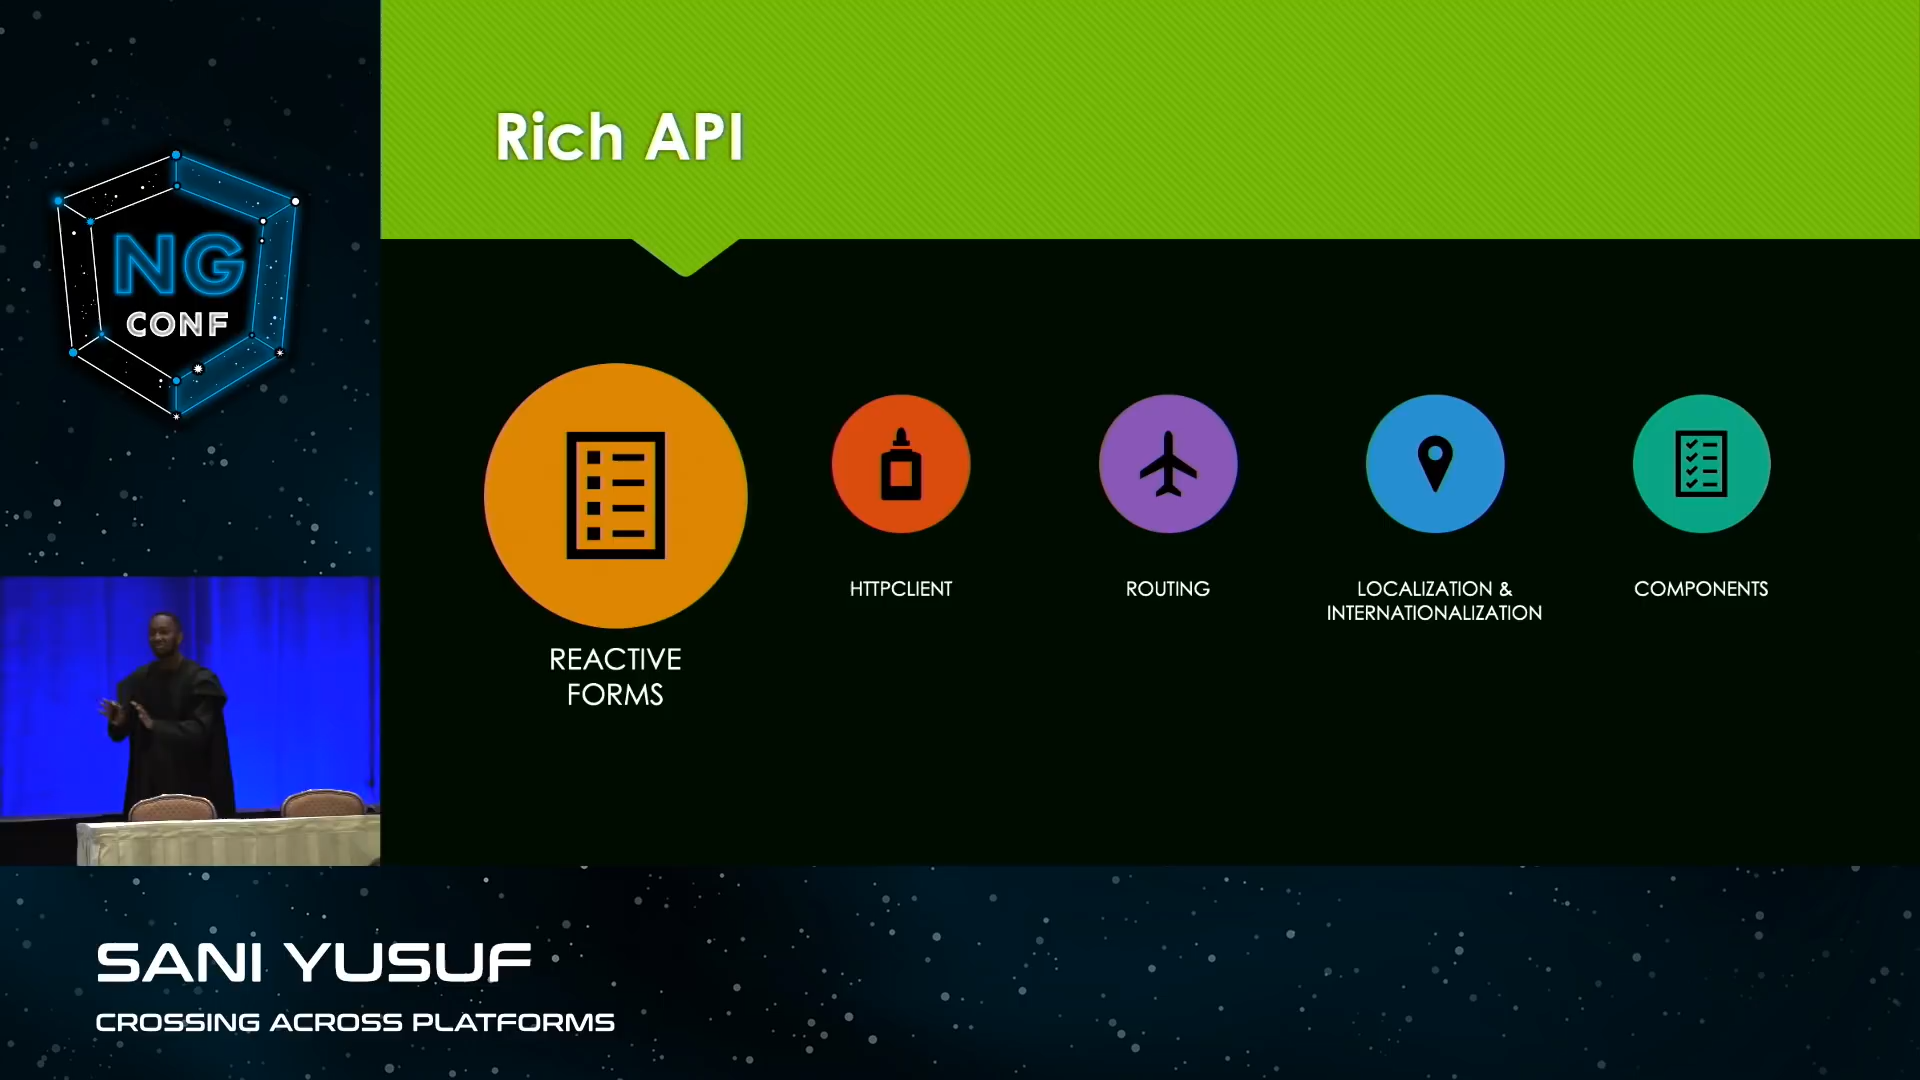 NG
CONF
Rich API
REACTIVE
FORMS
HTTPCLIENT
ROUTING
LOCALIZATION &
INTERNATIONALIZATION
COMPONENTS
SANI YUSUF
CROSSING ACROSS PLATFORMS